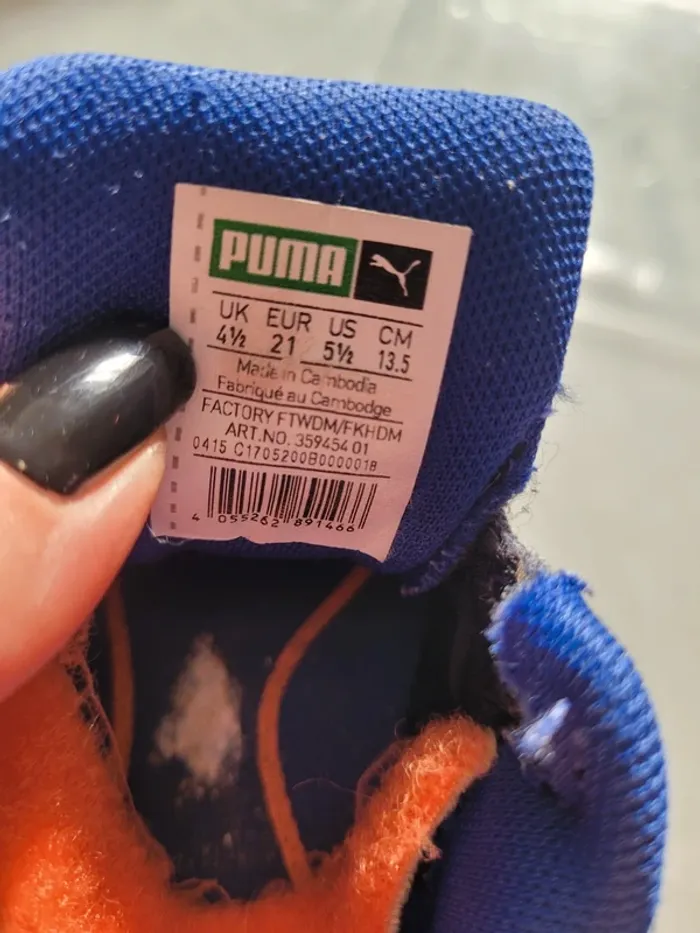 PUMA
UK EUR US CM
4½ 21 5½ 13.5
Made in Cambodia
Fabriqué au Cambodge
FACTORY FTWDM/FKHDM
ART.NO. 359454 01
0415 C1705200B0000018
4 055262 891466